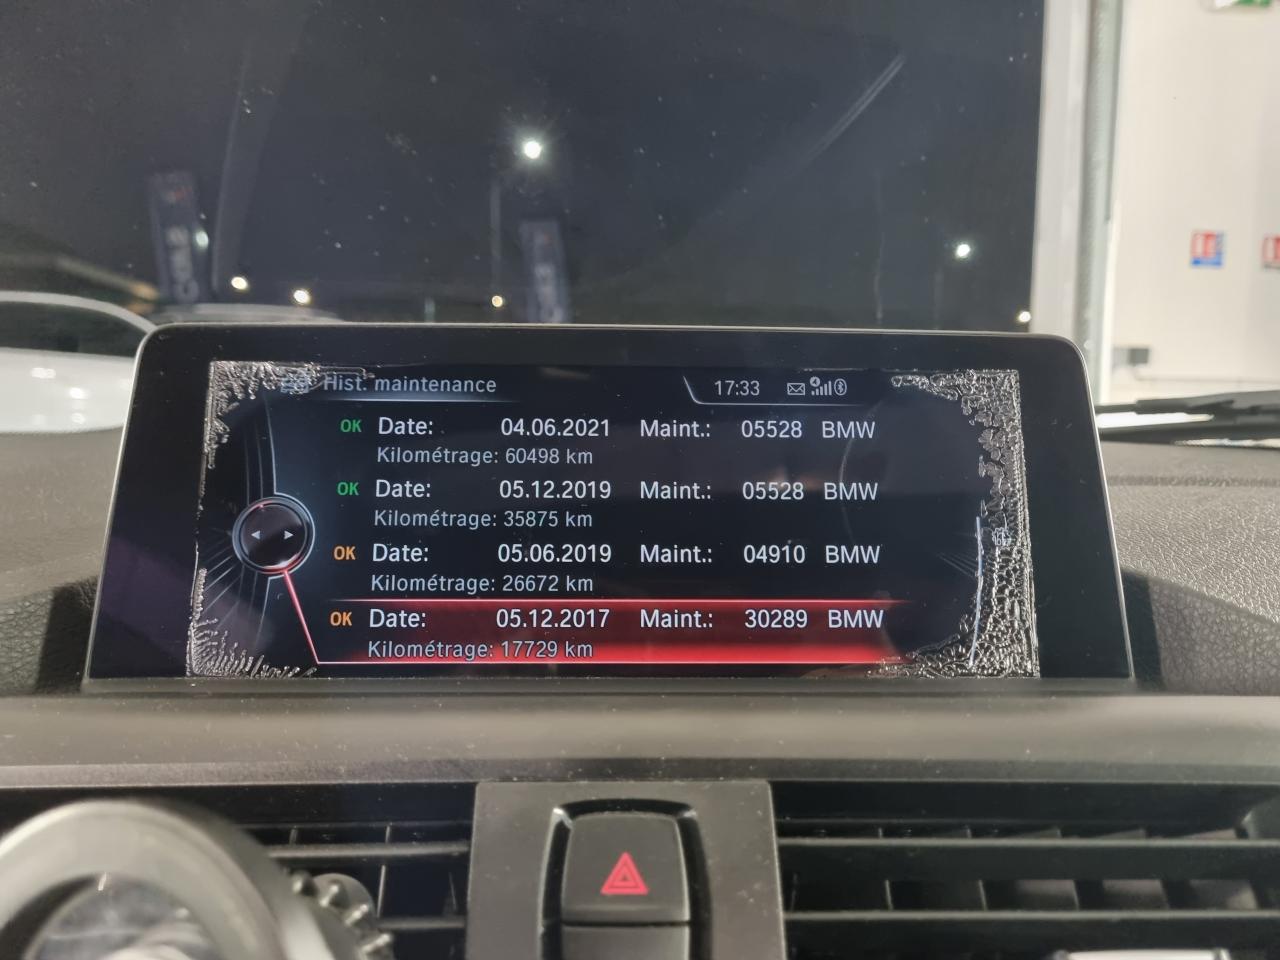 Hist. maintenance 17:33
OK Date: 04.06.2021 Maint.: 05528 BMW
Kilométrage: 60498 km
OK Date: 05.12.2019 Maint.: 05528 BMW
Kilométrage: 35875 km
OK Date: 05.06.2019 Maint.: 04910 BMW
Kilométrage: 26672 km
OK Date: 05.12.2017 Maint.: 30289 BMW
Kilométrage: 17729 km